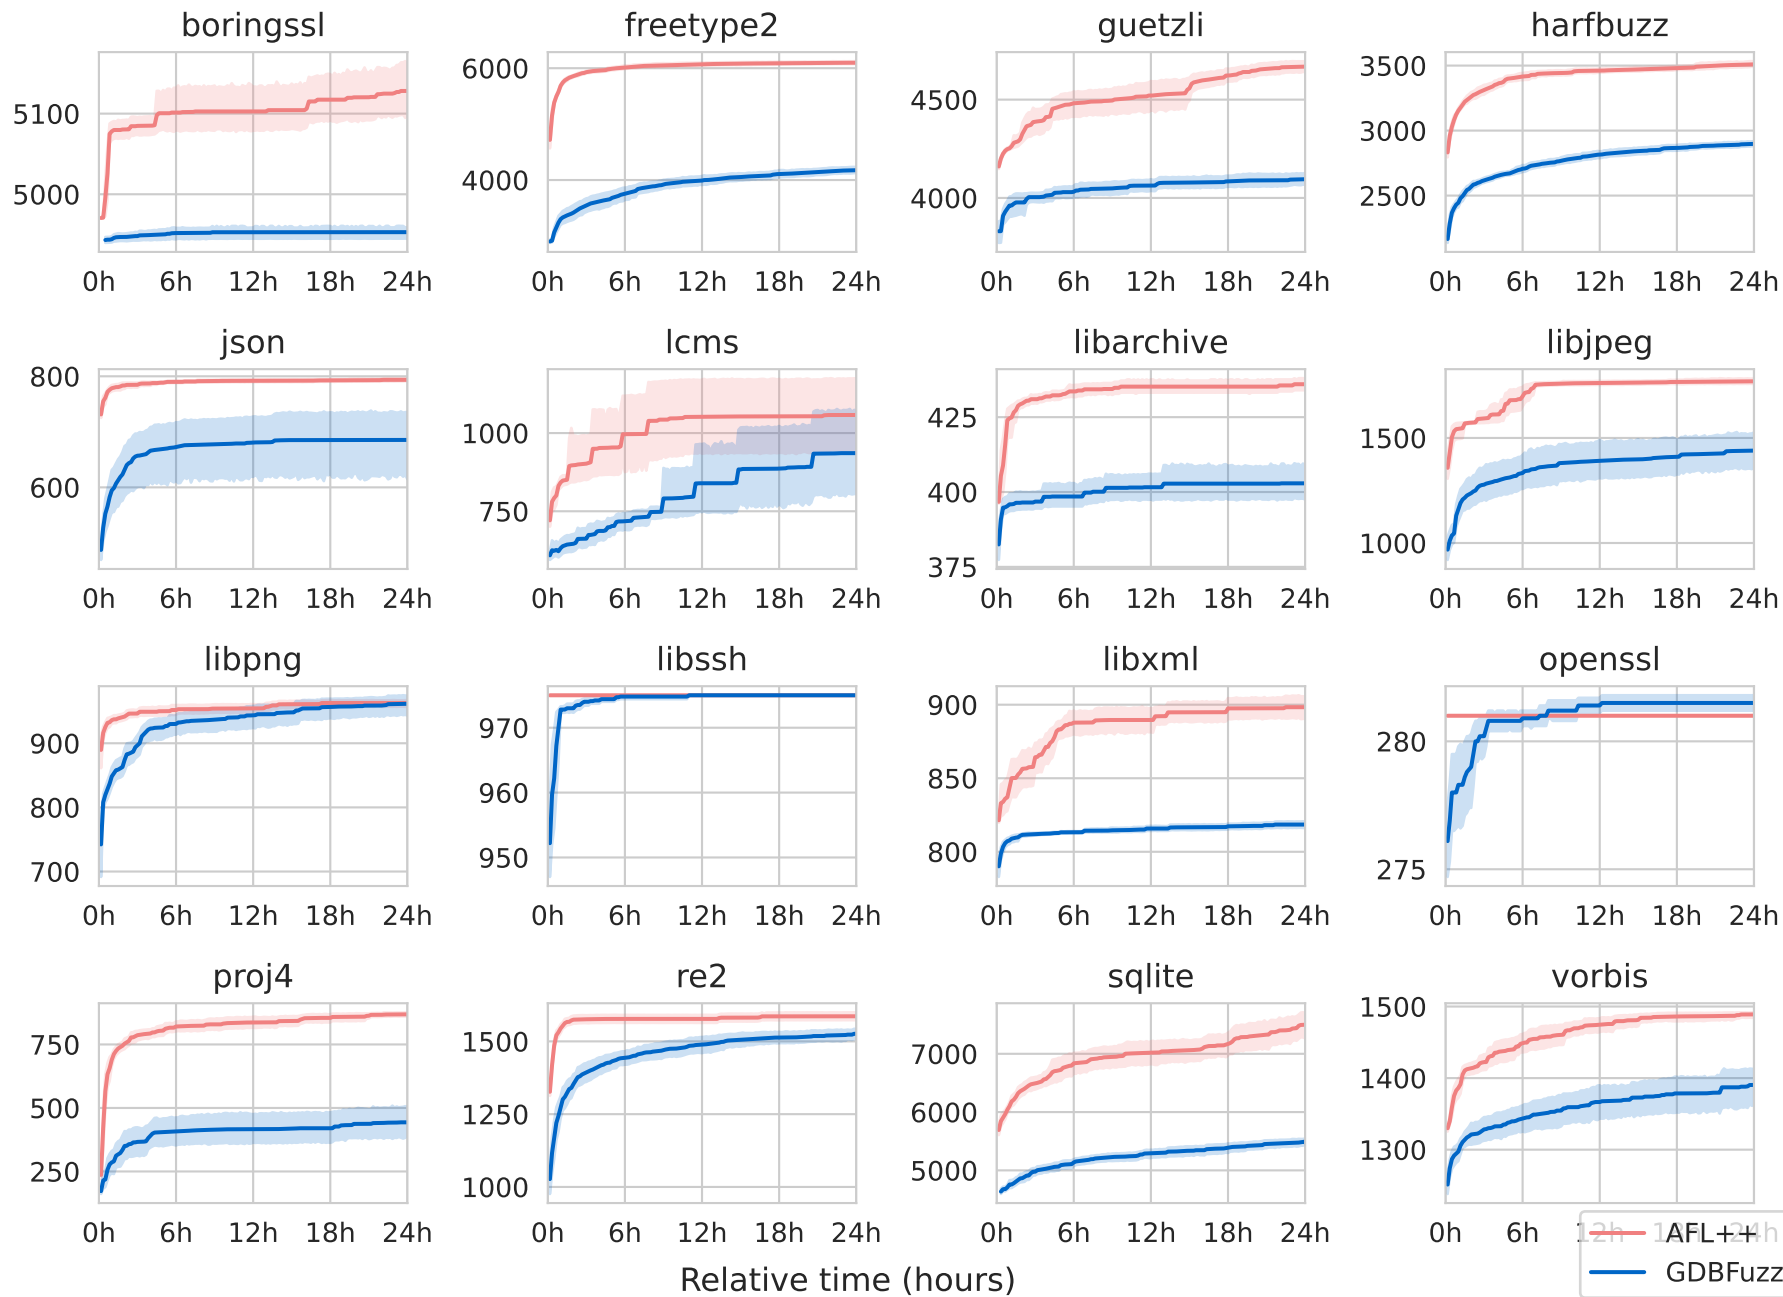 boringssl freetype2 guetzli harfbuzz
5100 6000 4500 3500
5000 4000 4000 3000
2500
0h 6h 12h 18h 24h 0h 6h 12h 18h 24h 0h 6h 12h 18h 24h 0h 6h 12h 18h 24h
json lcms libarchive libjpeg
800 1000 425 1500
600 750 400 1000
375
0h 6h 12h 18h 24h 0h 6h 12h 18h 24h 0h 6h 12h 18h 24h 0h 6h 12h 18h 24h
libpng libssh libxml openssl
900 970 900 280
800 960 850 275
700 950 800
0h 6h 12h 18h 24h 0h 6h 12h 18h 24h 0h 6h 12h 18h 24h 0h 6h 12h 18h 24h
proj4 re2 sqlite vorbis
750 1500 7000 1500
500 1250 6000 1400
250 1000 5000 1300
0h 6h 12h 18h 24h 0h 6h 12h 18h 24h 0h 6h 12h 18h 24h 0h 6h 12h 18h 24h
AFL++
GDBFuzz
Relative time (hours)